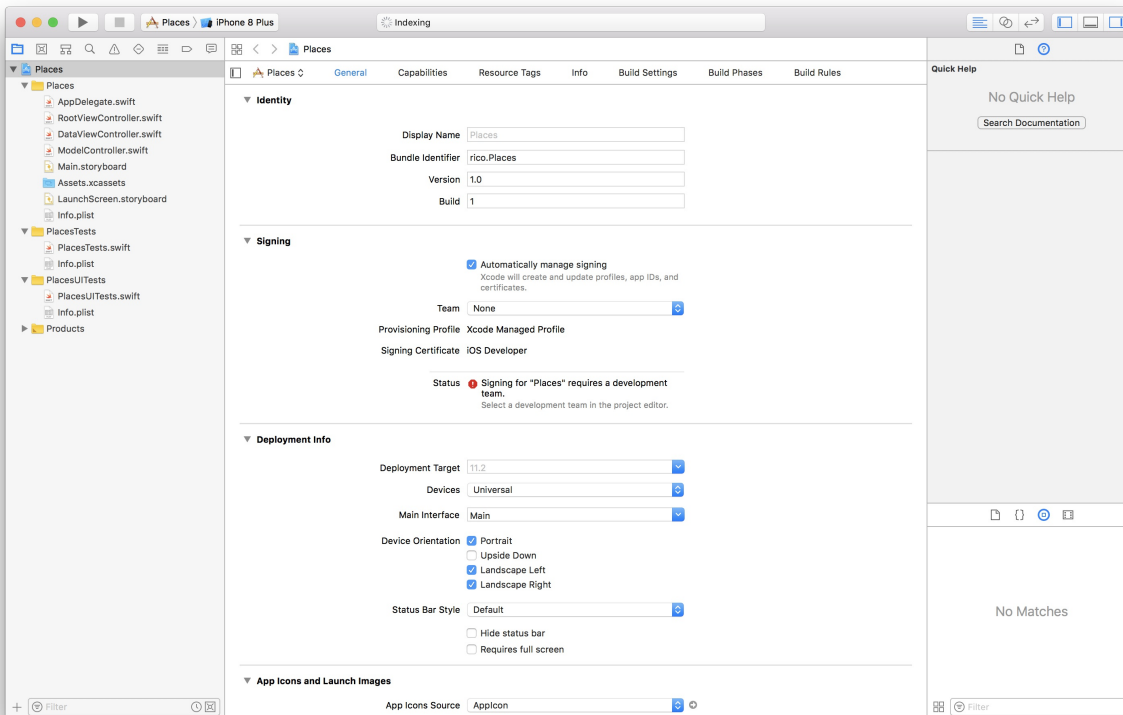 Places
iPhone 8 Plus
Indexing
Places
Places
Places
AppDelegate.swift
RootViewController.swift
DataViewController.swift
ModelController.swift
Main.storyboard
Assets.xcassets
LaunchScreen.storyboard
Info.plist
PlacesTests
PlacesTests.swift
Info.plist
PlacesUITests
PlacesUITests.swift
Info.plist
Products
Filter
Places
General
Capabilities
Resource Tags
Info
Build Settings
Build Phases
Build Rules
Identity
Display Name Places
Bundle Identifier rico.Places
Version 1.0
Build 1
Signing
Automatically manage signing
Xcode will create and update profiles, app IDs, and
certificates.
Team None
Provisioning Profile Xcode Managed Profile
Signing Certificate iOS Developer
Status Signing for "Places" requires a development
team.
Select a development team in the project editor.
Deployment Info
Deployment Target 11.2
Devices Universal
Main Interface Main
Device Orientation Portrait
Upside Down
Landscape Left
Landscape Right
Status Bar Style Default
Hide status bar
Requires full screen
App Icons and Launch Images
App Icons Source AppIcon
Quick Help
No Quick Help
Search Documentation
No Matches
Filter